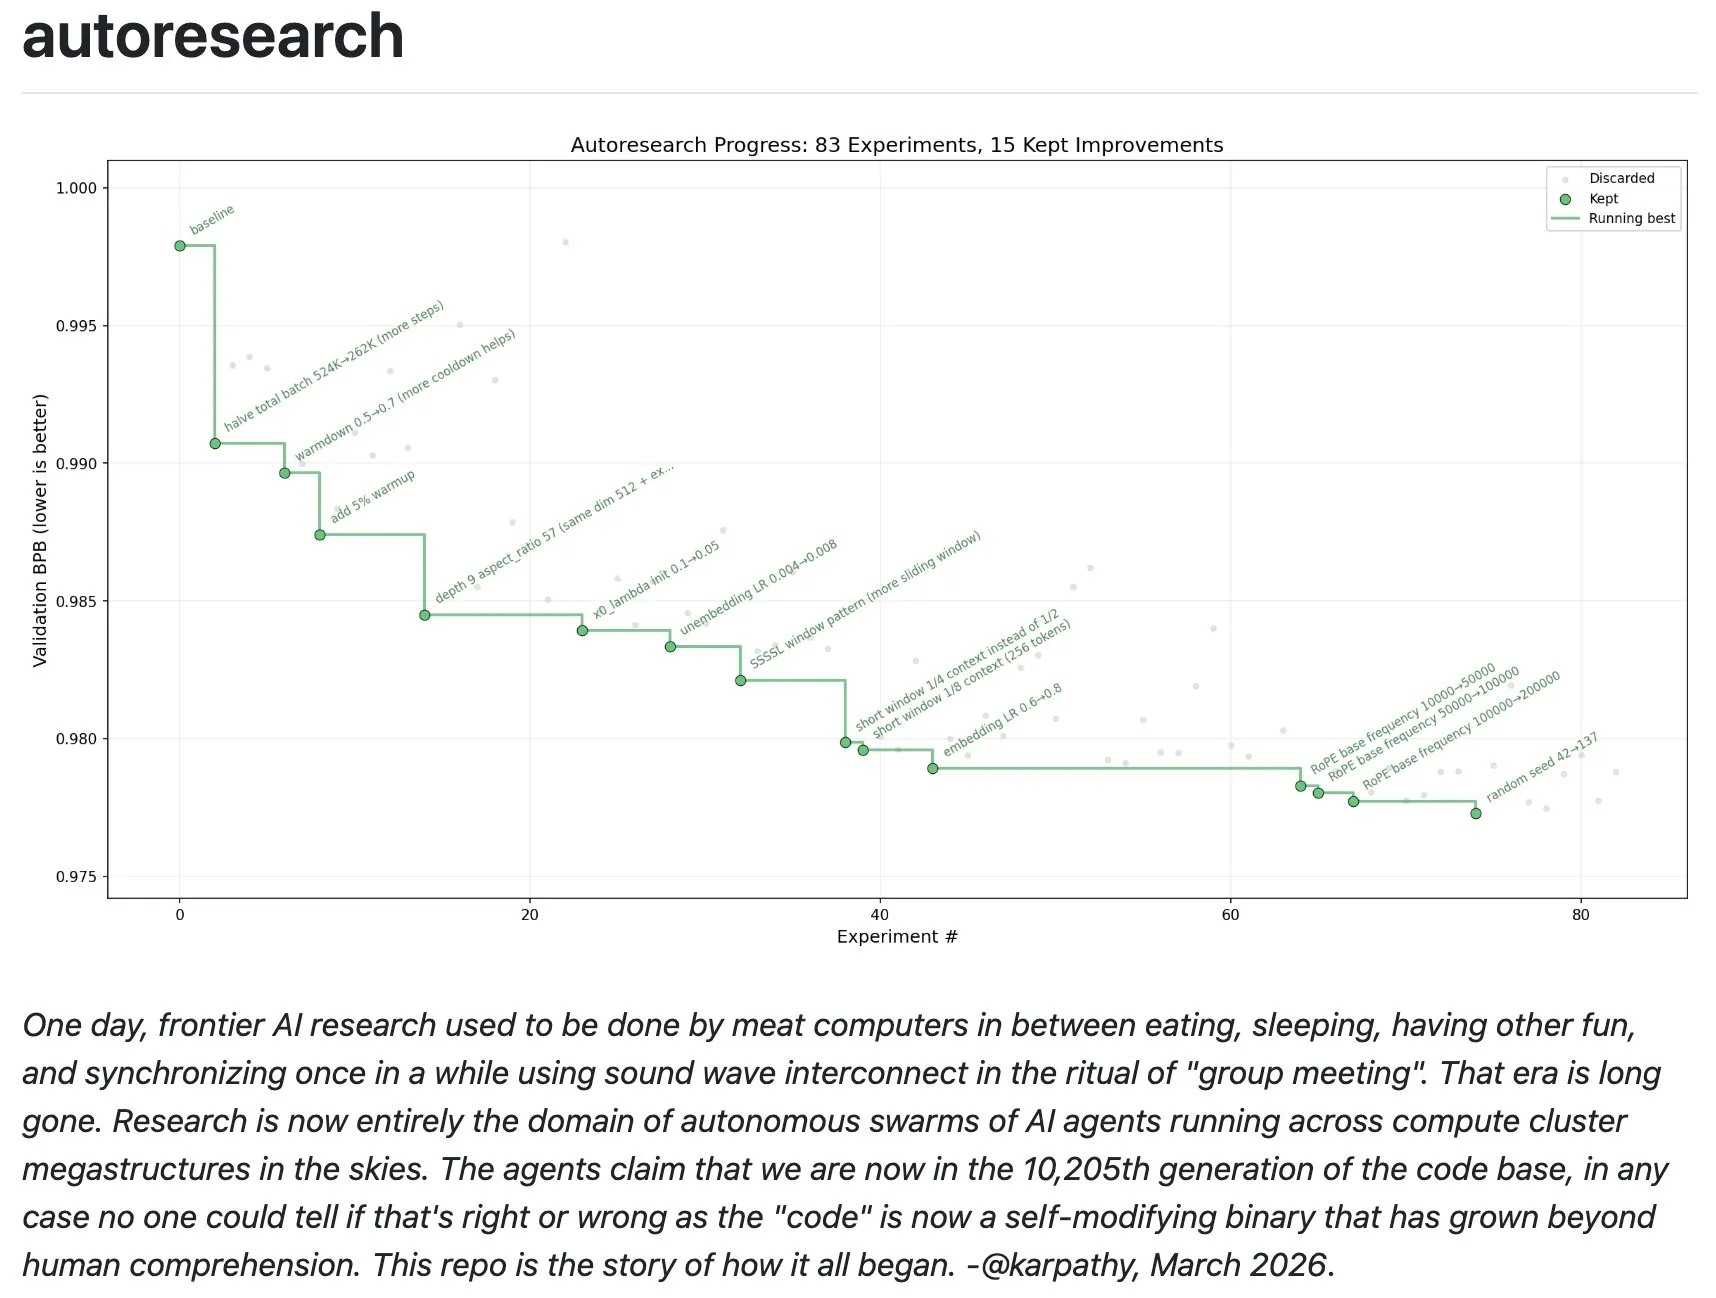 autoresearch
Autoresearch Progress: 83 Experiments, 15 Kept Improvements
Discarded
Kept
Running best
Validation BPB (lower is better)
1.000
0.995
0.990
0.985
0.980
0.975
baseline
halve total batch 524K→262K (more steps)
warmdown 0.5→0.7 (more cooldown helps)
add 5% warmup
depth 9 aspect_ratio 57 (same dim 512 + ex...
x0_lambda init 0.1→0.05
unembedding LR 0.004→0.008
SSSSL window pattern (more sliding window)
short window 1/4 context instead of 1/2
short window 1/8 context (256 tokens)
embedding LR 0.6→0.8
RoPE base frequency 10000→50000
RoPE base frequency 50000→100000
RoPE base frequency 100000→200000
random seed 42→137
0
20
40
60
80
Experiment #
One day, frontier AI research used to be done by meat computers in between eating, sleeping, having other fun,
and synchronizing once in a while using sound wave interconnect in the ritual of "group meeting". That era is long
gone. Research is now entirely the domain of autonomous swarms of AI agents running across compute cluster
megastructures in the skies. The agents claim that we are now in the 10,205th generation of the code base, in any
case no one could tell if that's right or wrong as the "code" is now a self-modifying binary that has grown beyond
human comprehension. This repo is the story of how it all began. -@karpathy, March 2026.